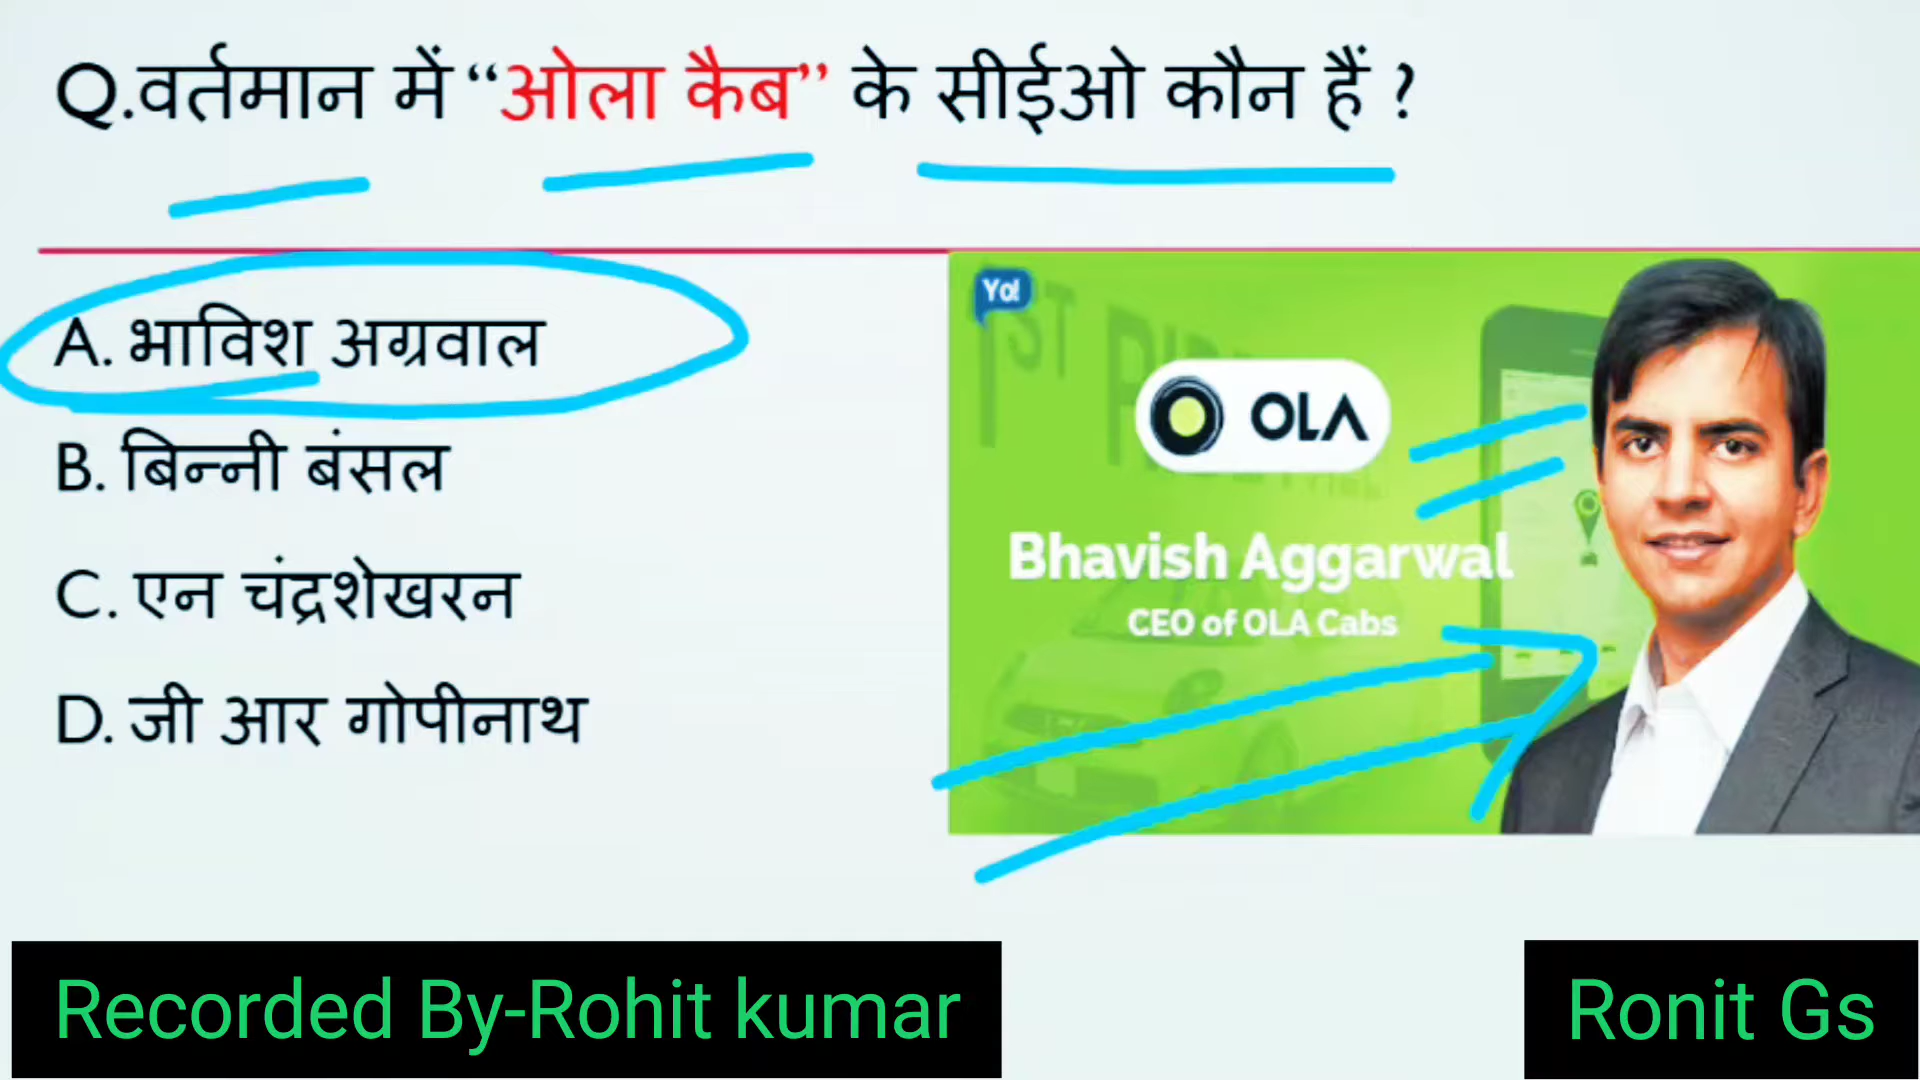 Q.वर्तमान में “ओला कैब” के सीईओ कौन हैं ?
A. भाविश अग्रवाल
B. बिन्नी बंसल
C. एन चंद्रशेखरन
D. जी आर गोपीनाथ
Yo!
OLA
Bhavish Aggarwal
CEO of OLA Cabs
Recorded By-Rohit kumar
Ronit Gs